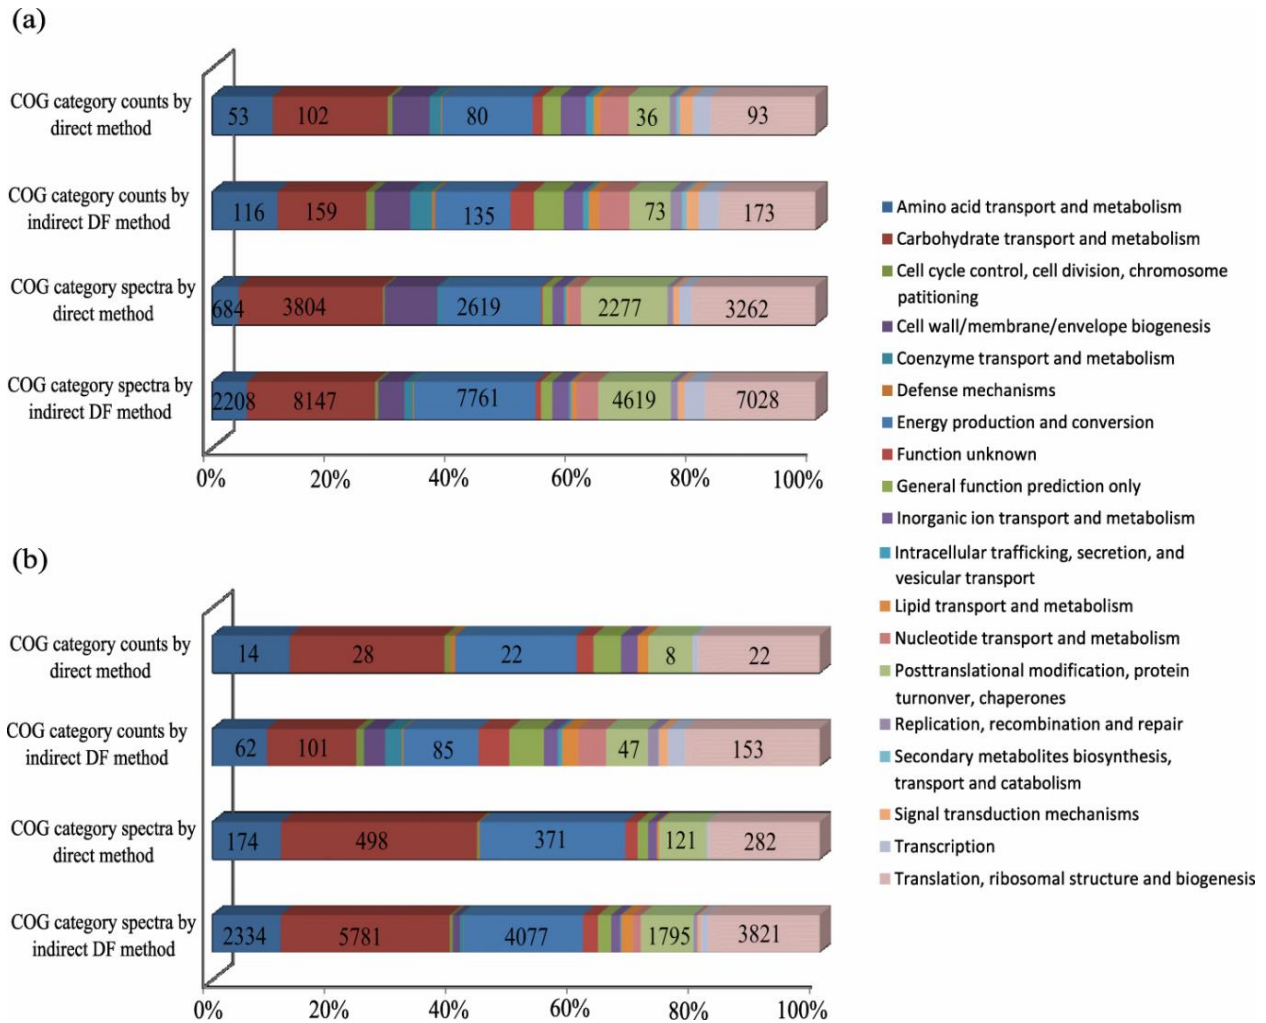 (a)
COG category counts by
direct method
53 102 80 36 93
COG category counts by
indirect DF method
116 159 135 73 173
COG category spectra by
direct method
684 3804 2619 2277 3262
COG category spectra by
indirect DF method
2208 8147 7761 4619 7028
0% 20% 40% 60% 80% 100%
(b)
COG category counts by
direct method
14 28 22 8 22
COG category counts by
indirect DF method
62 101 85 47 153
COG category spectra by
direct method
174 498 371 121 282
COG category spectra by
indirect DF method
2334 5781 4077 1795 3821
0% 20% 40% 60% 80% 100%
Amino acid transport and metabolism
Carbohydrate transport and metabolism
Cell cycle control, cell division, chromosome
patitioning
Cell wall/membrane/envelope biogenesis
Coenzyme transport and metabolism
Defense mechanisms
Energy production and conversion
Function unknown
General function prediction only
Inorganic ion transport and metabolism
Intracellular trafficking, secretion, and
vesicular transport
Lipid transport and metabolism
Nucleotide transport and metabolism
Posttranslational modification, protein
turnonver, chaperones
Replication, recombination and repair
Secondary metabolites biosynthesis,
transport and catabolism
Signal transduction mechanisms
Transcription
Translation, ribosomal structure and biogenesis